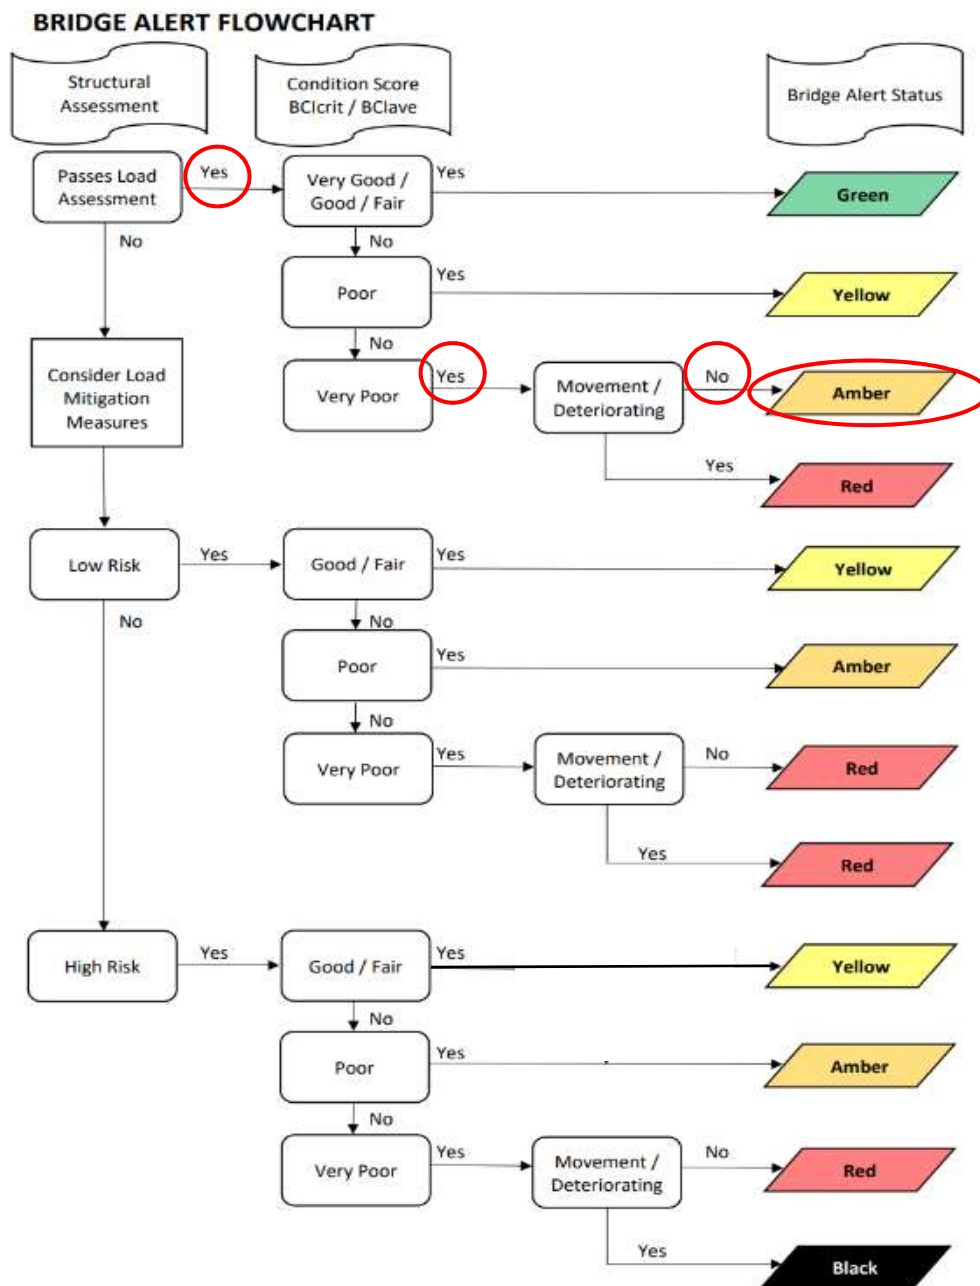 BRIDGE ALERT FLOWCHART
Structural
Assessment
Condition Score
BCIcrit / BCIave
Bridge Alert Status
Passes Load
Assessment
Yes
Very Good /
Good / Fair
Yes
Green
No
No
Poor
Yes
Yellow
No
Consider Load
Mitigation
Measures
Very Poor
Yes
Movement /
Deteriorating
No
Amber
Yes
Red
Low Risk
Yes
Good / Fair
Yes
Yellow
No
No
Poor
Yes
Amber
No
Very Poor
Yes
Movement /
Deteriorating
No
Red
Yes
Red
High Risk
Yes
Good / Fair
Yes
Yellow
No
Poor
Yes
Amber
No
Very Poor
Yes
Movement /
Deteriorating
No
Red
Yes
Black